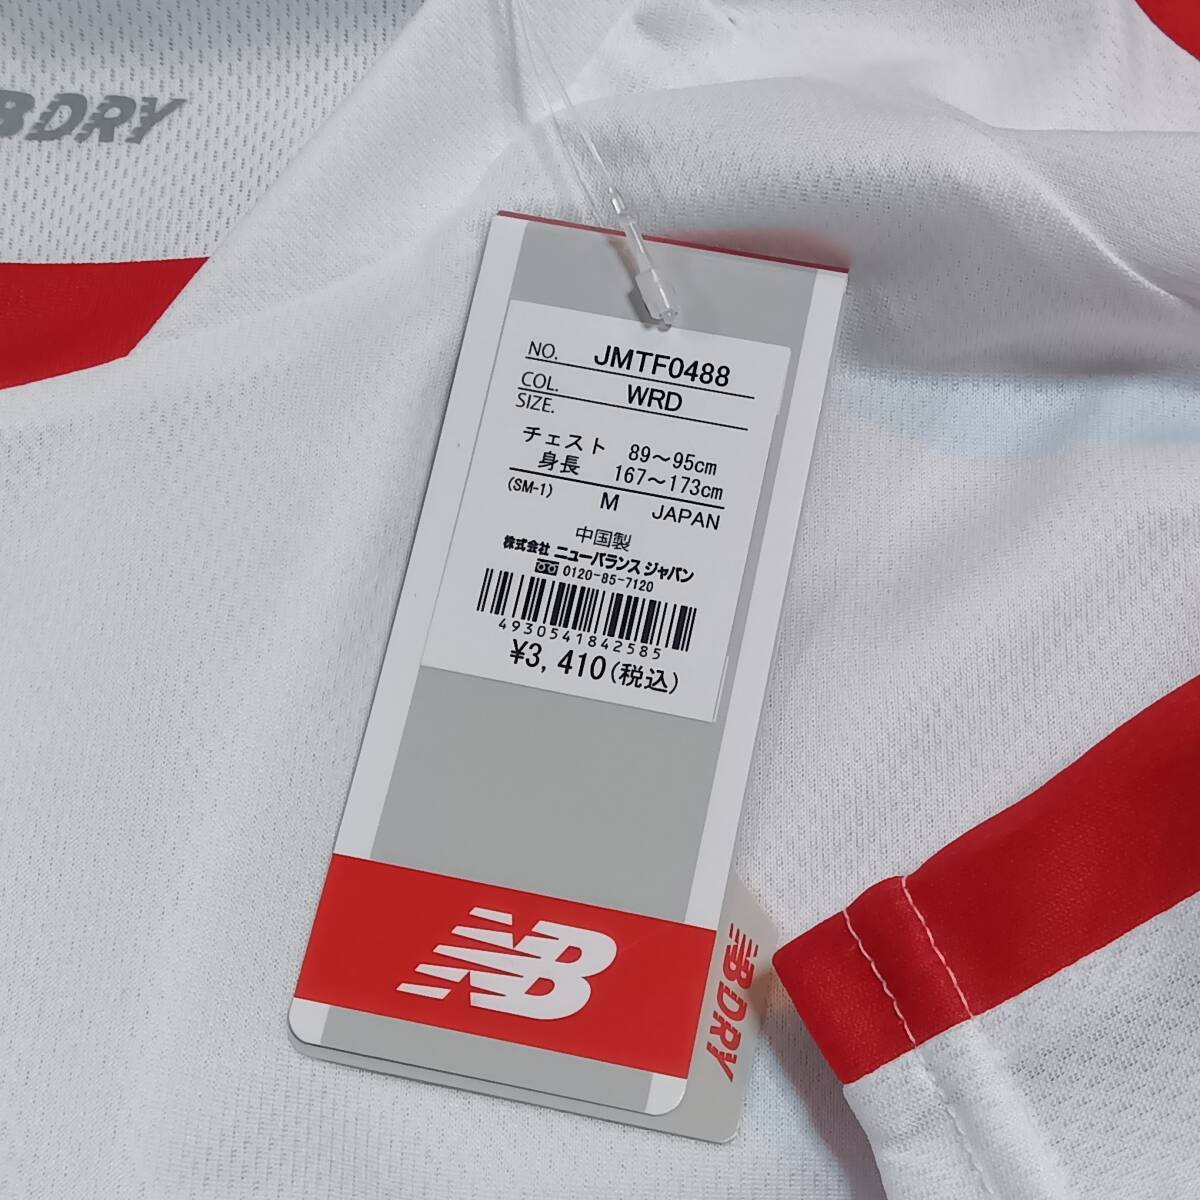 BDRY
NO. JMTF0488
COL. WRD
SIZE.
チェスト 89～95cm
身長 167～173cm
(SM-1) M JAPAN
中国製
株式会社 ニューバランス ジャパン
0120-85-7120
4930541842585
¥3,410(税込)
NB
NB DRY